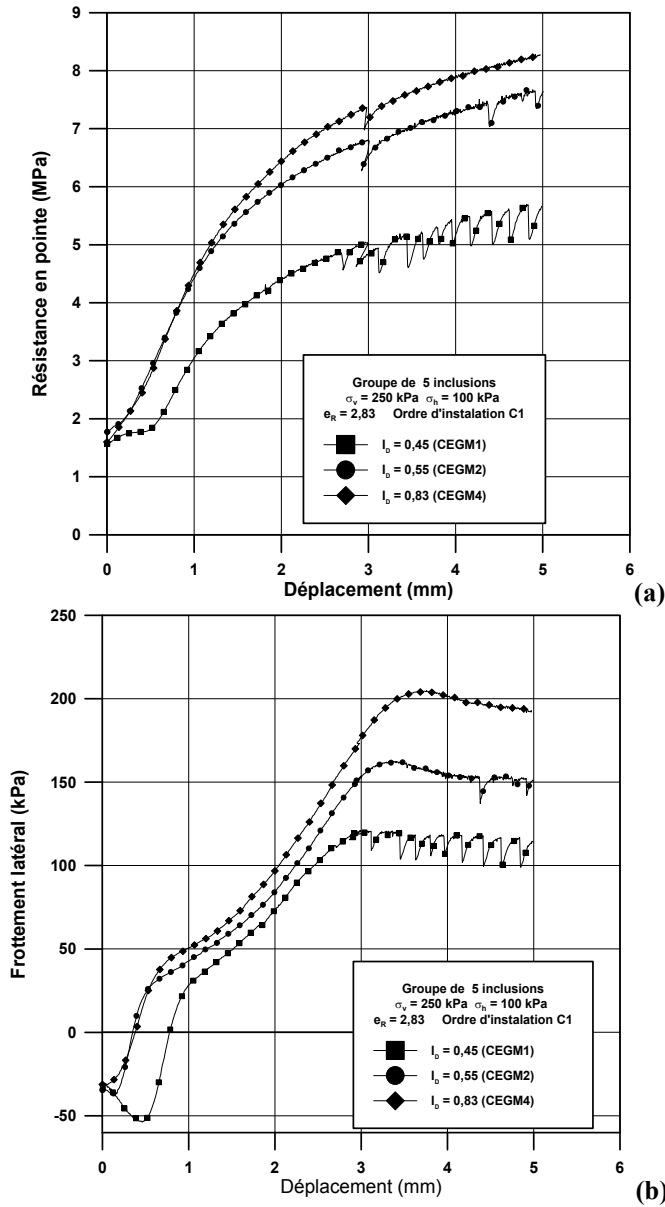 9
8
7
6
5
4
3
2
1
0
Résistance en pointe (MPa)
Groupe de 5 inclusions
σv = 250 kPa σh = 100 kPa
eR = 2,83 Ordre d'instalation C1
ID = 0,45 (CEGM1)
ID = 0,55 (CEGM2)
ID = 0,83 (CEGM4)
0 1 2 3 4 5 6
Déplacement (mm)
(a)
250
200
150
100
50
0
-50
Frottement latéral (kPa)
Groupe de 5 inclusions
σv = 250 kPa σh = 100 kPa
eR = 2,83 Ordre d'instalation C1
ID = 0,45 (CEGM1)
ID = 0,55 (CEGM2)
ID = 0,83 (CEGM4)
0 1 2 3 4 5 6
Déplacement (mm)
(b)